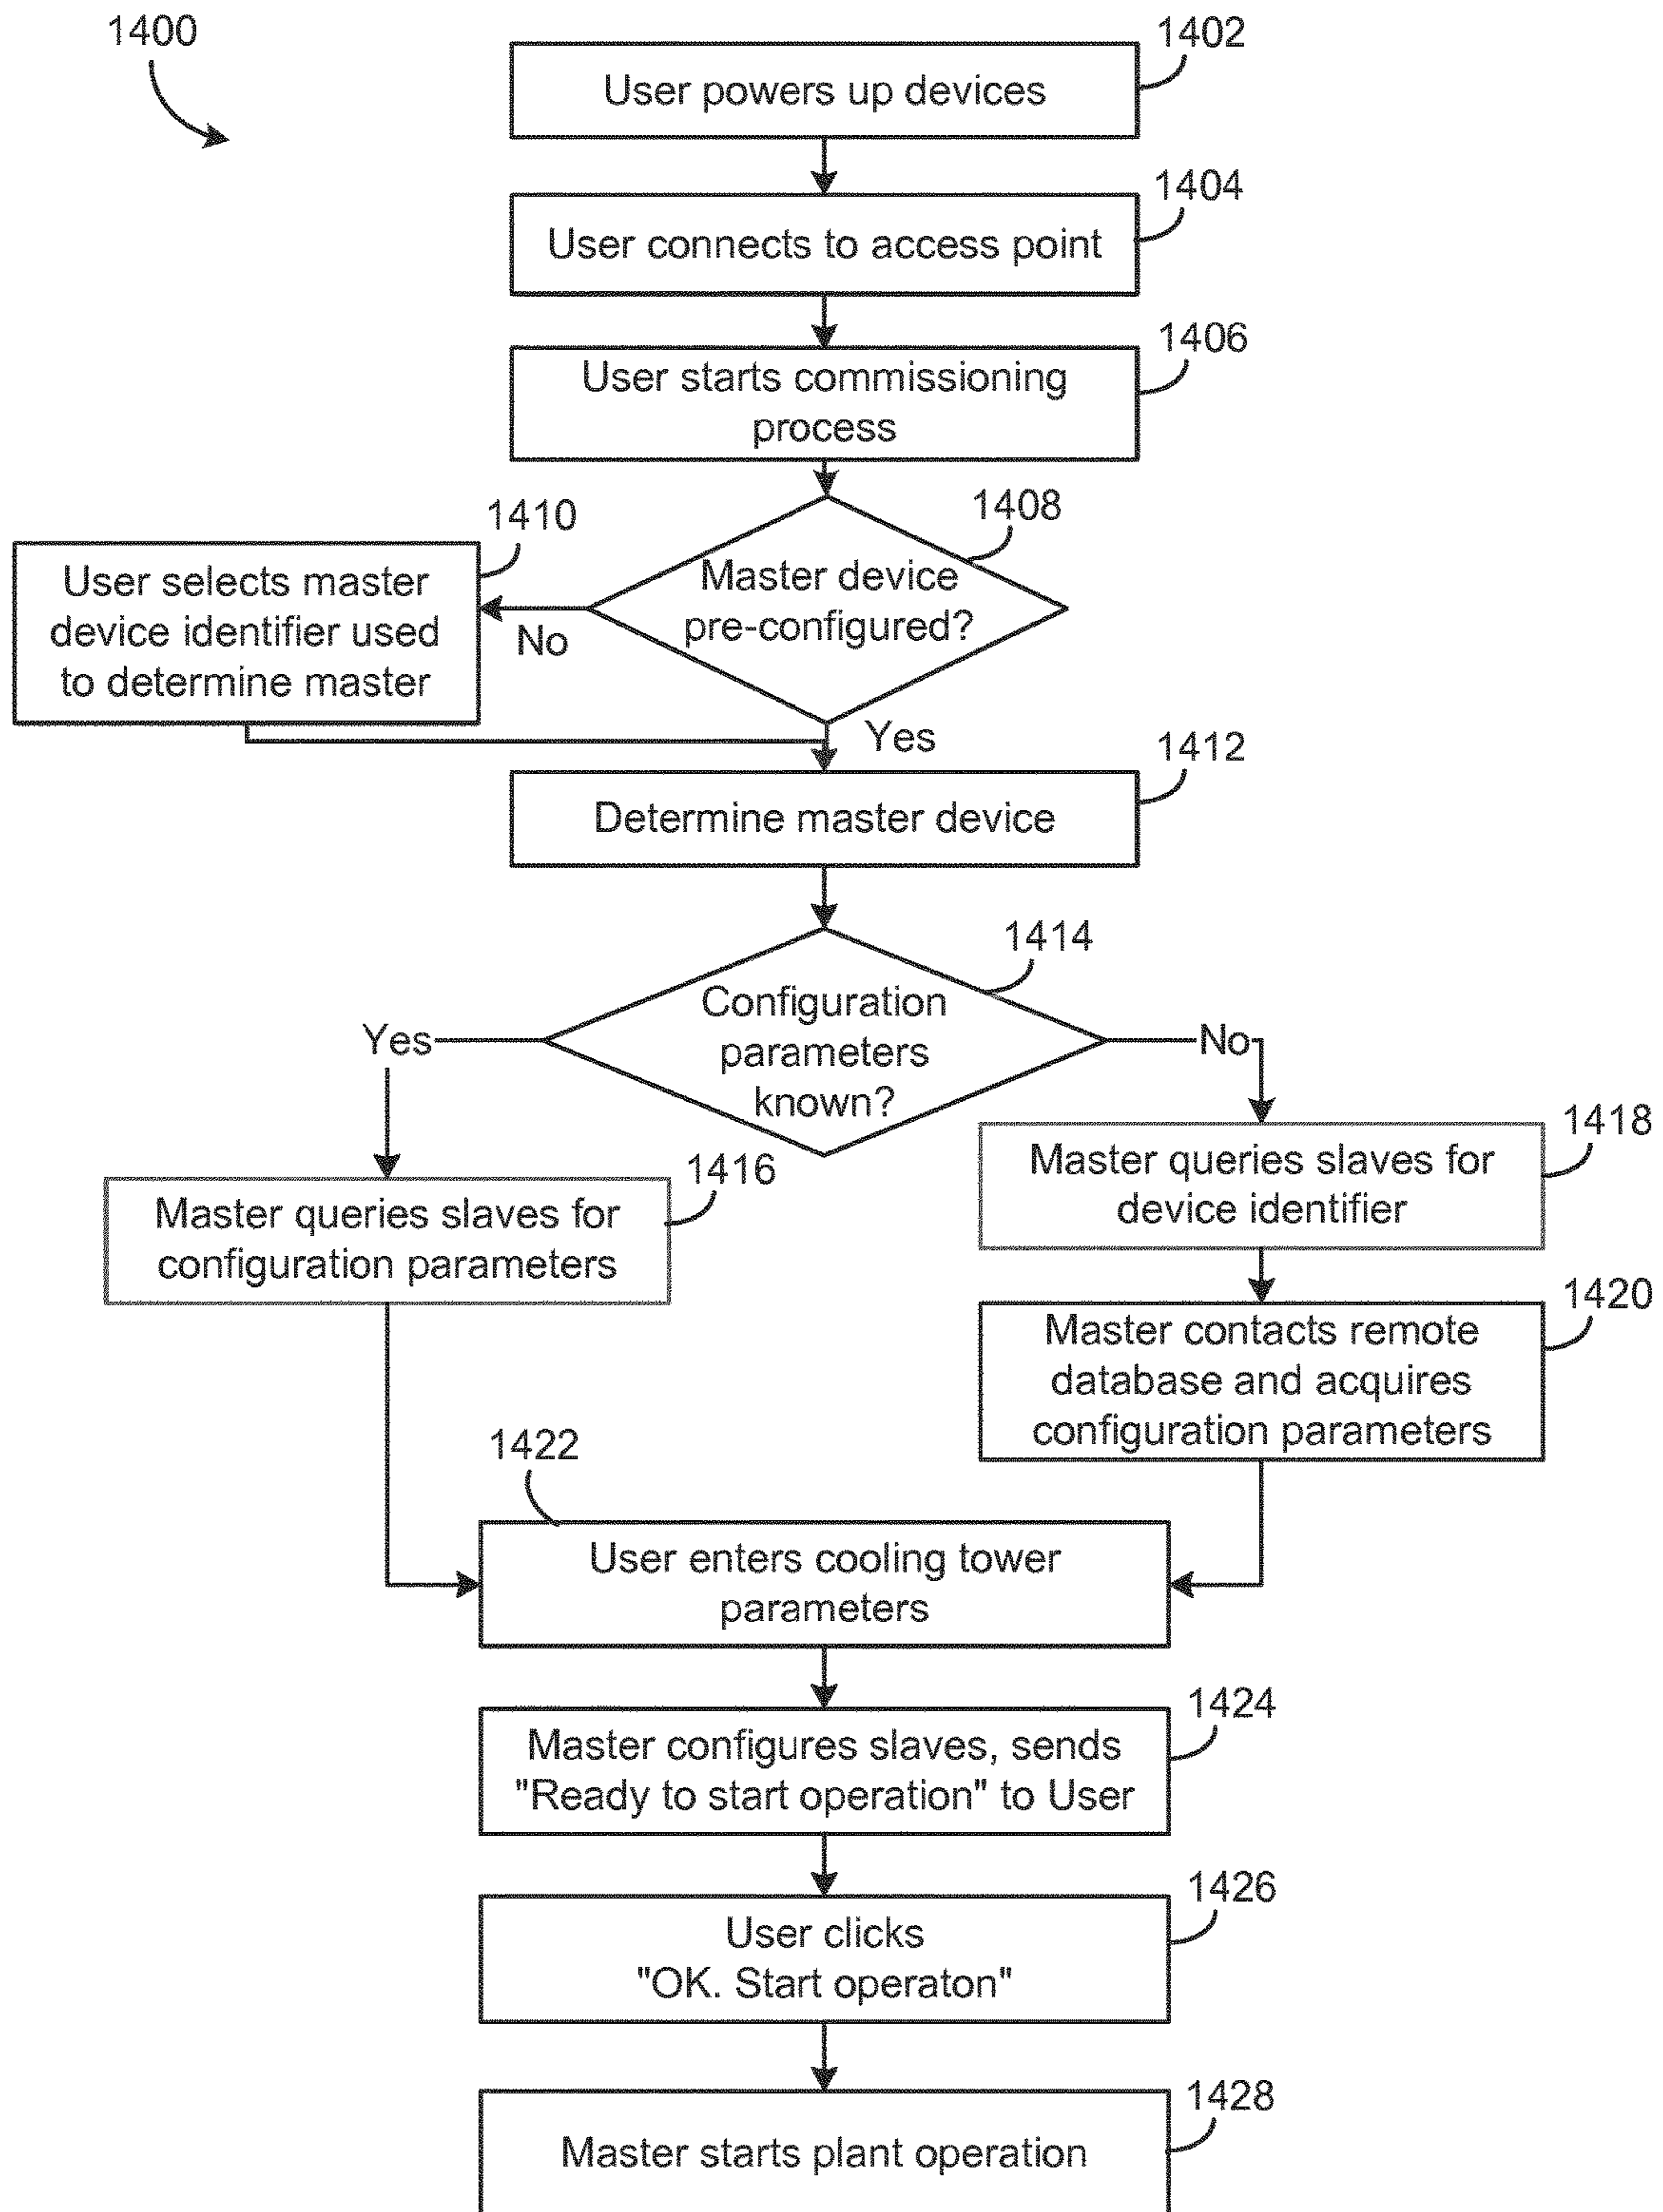 1400
1402
User powers up devices
1404
User connects to access point
1406
User starts commissioning
process
1408
Master device
pre-configured?
1410
User selects master
device identifier used
to determine master
No
Yes
1412
Determine master device
1414
Configuration
parameters
known?
Yes
No
1416
Master queries slaves for
configuration parameters
1418
Master queries slaves for
device identifier
1420
Master contacts remote
database and acquires
configuration parameters
1422
User enters cooling tower
parameters
1424
Master configures slaves, sends
"Ready to start operation" to User
1426
User clicks
"OK. Start operaton"
1428
Master starts plant operation